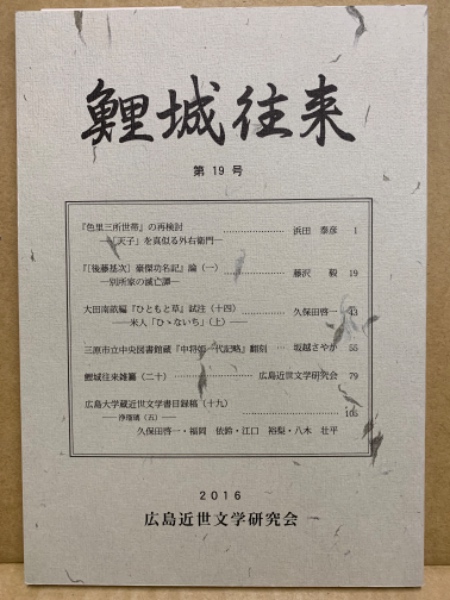 鯉城往来
第19号
『色里三所世帯』の再検討
―「天子」を真似る外右衛門― …… 浜田 泰彦 1
『[後藤基次]豪傑功名記』論(一)
―別所家の滅亡譚― …… 藤沢 毅 19
大田南畝編『ひともと草』試注(十四)
――米人「ひゝないち」(上)―― …… 久保田啓一 43
三原市立中央図書館蔵『中将姫一代記略』翻刻 … 坂越さやか 55
鯉城往来雑纂(二十) …… 広島近世文学研究会 79
広島大学蔵近世文学書目録稿(十九)
――浄瑠璃(五)―― …… 105
久保田啓一・福岡 依鈴・江口 裕梨・八木 壮平
2016
広島近世文学研究会